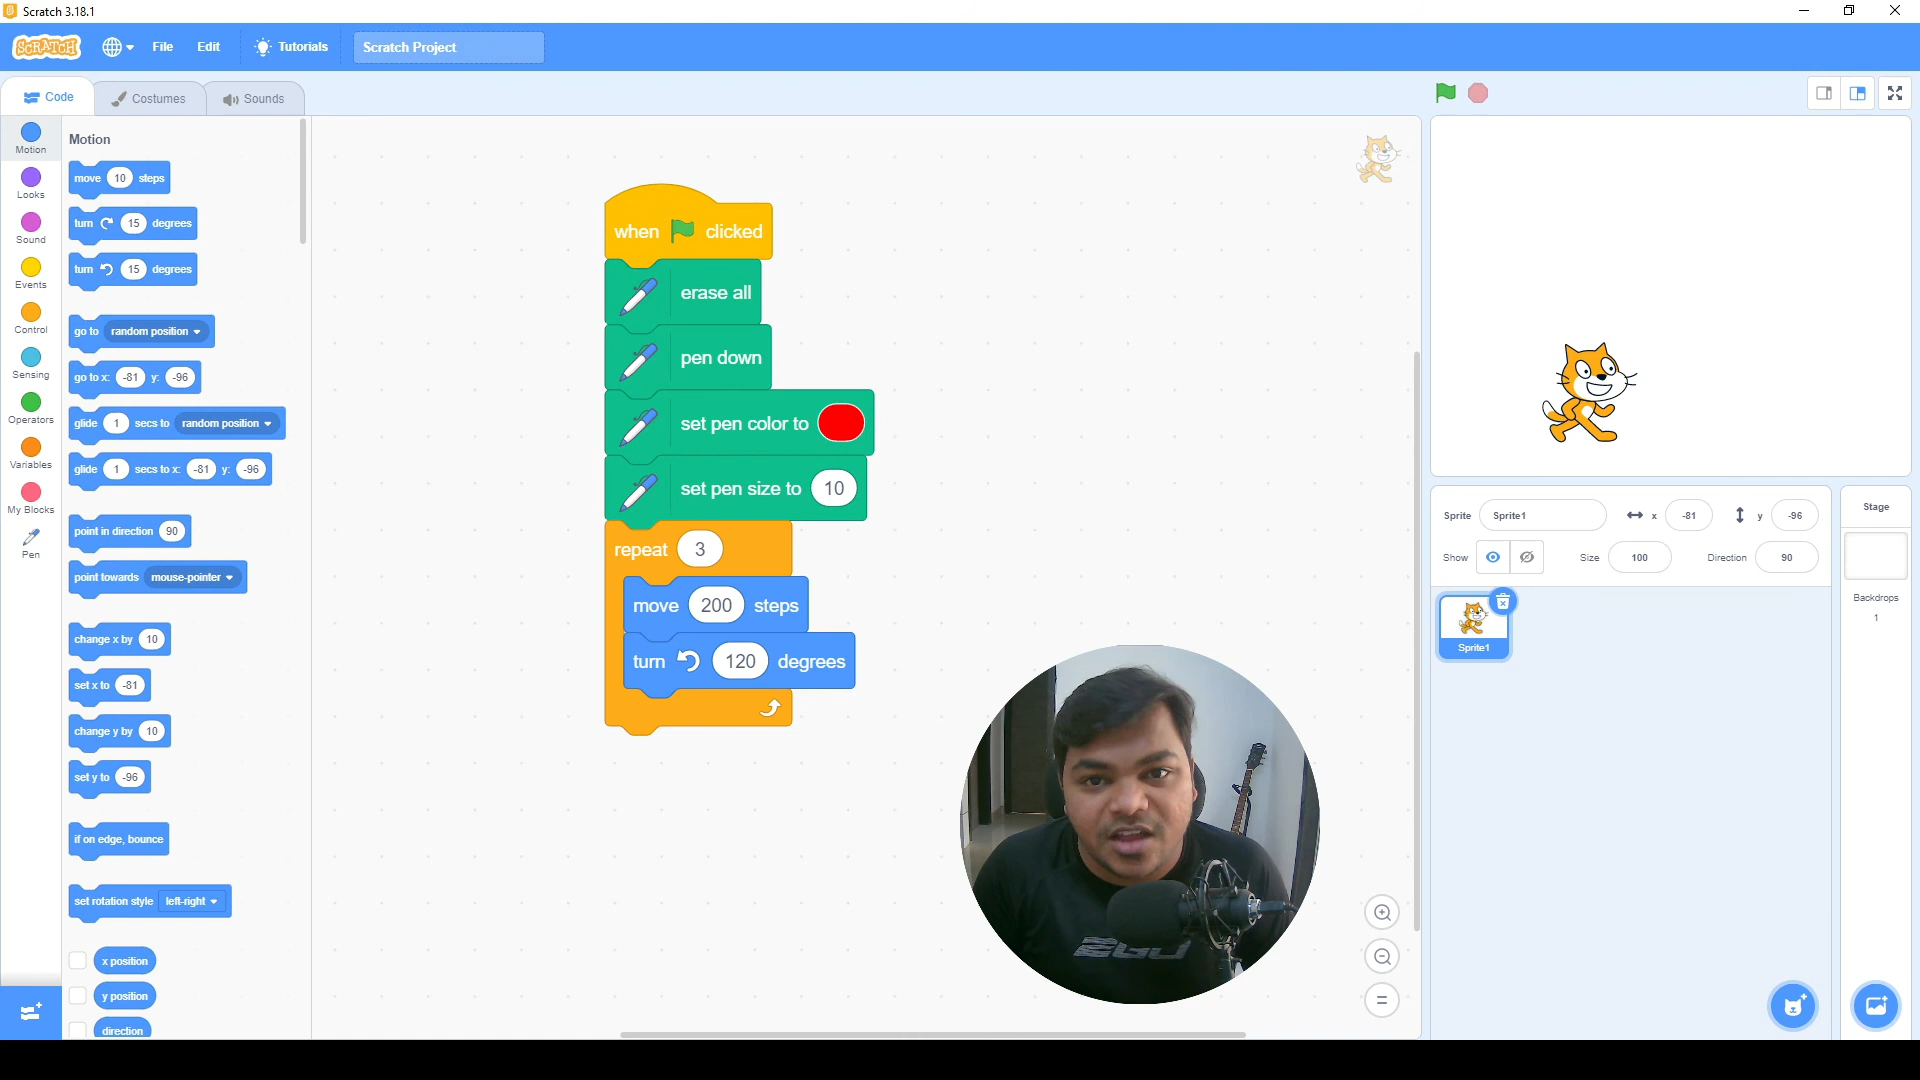 Scratch 3.18.1
SCRATCH
File
Edit
Tutorials
Scratch Project
Code
Costumes
Sounds
Motion
Looks
Sound
Events
Control
Sensing
Operators
Variables
My Blocks
Pen
Motion
move 10 steps
turn 15 degrees
turn 15 degrees
go to random position
go to x: -81 y: -96
glide 1 secs to random position
glide 1 secs to x: -81 y: -96
point in direction 90
point towards mouse-pointer
change x by 10
set x to -81
change y by 10
set y to -96
if on edge, bounce
set rotation style left-right
x position
y position
direction
when clicked
erase all
pen down
set pen color to
set pen size to 10
repeat 3
move 200 steps
turn 120 degrees
Sprite Sprite1 x -81 y -96
Show Size 100 Direction 90
Sprite1
Stage
Backdrops
1